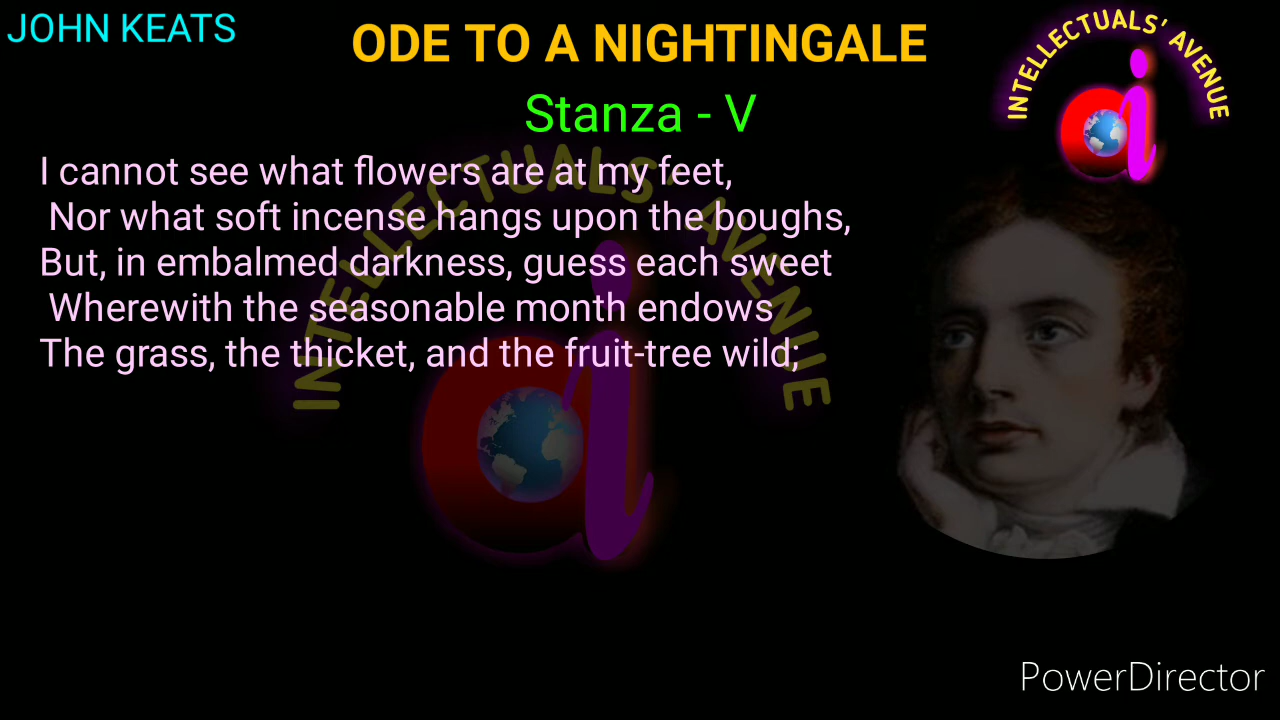 JOHN KEATS
ODE TO A NIGHTINGALE
INTELLECTUALS' AVENUE
Stanza - V
I cannot see what flowers are at my feet,
Nor what soft incense hangs upon the boughs,
But, in embalmed darkness, guess each sweet
Wherewith the seasonable month endows
The grass, the thicket, and the fruit-tree wild;
INTELLECTUALS' AVENUE
ai
PowerDirector